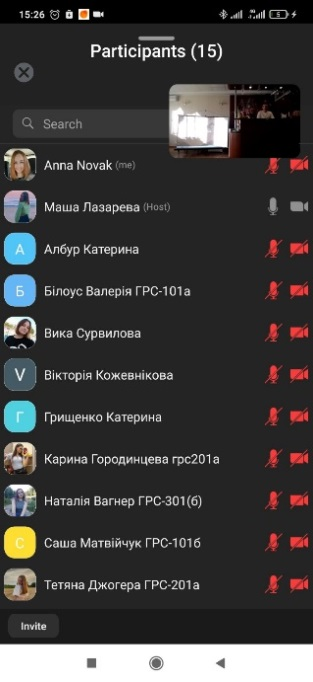 15:26
Participants (15)
Search
Anna Novak (me)
Маша Лазарева (Host)
А Албур Катерина
Б Білоус Валерія ГРС-101а
Вика Сурвилова
V Вікторія Кожевнікова
Г Грищенко Катерина
Карина Городинцева грс201а
Наталія Вагнер ГРС-301(б)
С Саша Матвійчук ГРС-101б
Тетяна Джогера ГРС-201а
Invite